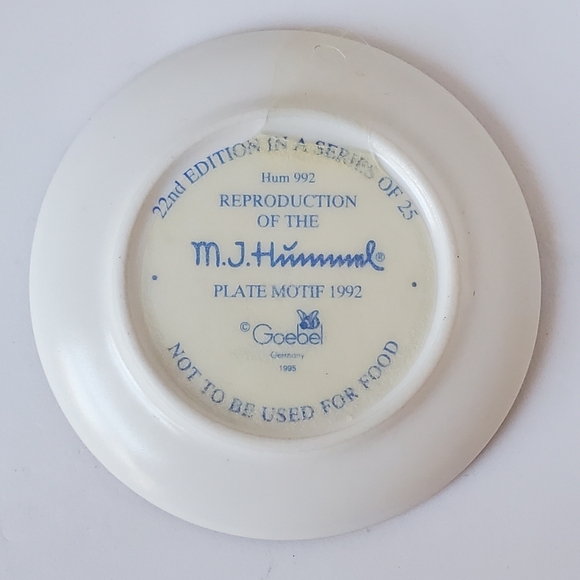 22nd EDITION IN A SERIES OF 25
Hum 992
REPRODUCTION
OF THE
M.J.Hummel®
PLATE MOTIF 1992
© Goebel
Germany
1995
NOT TO BE USED FOR FOOD